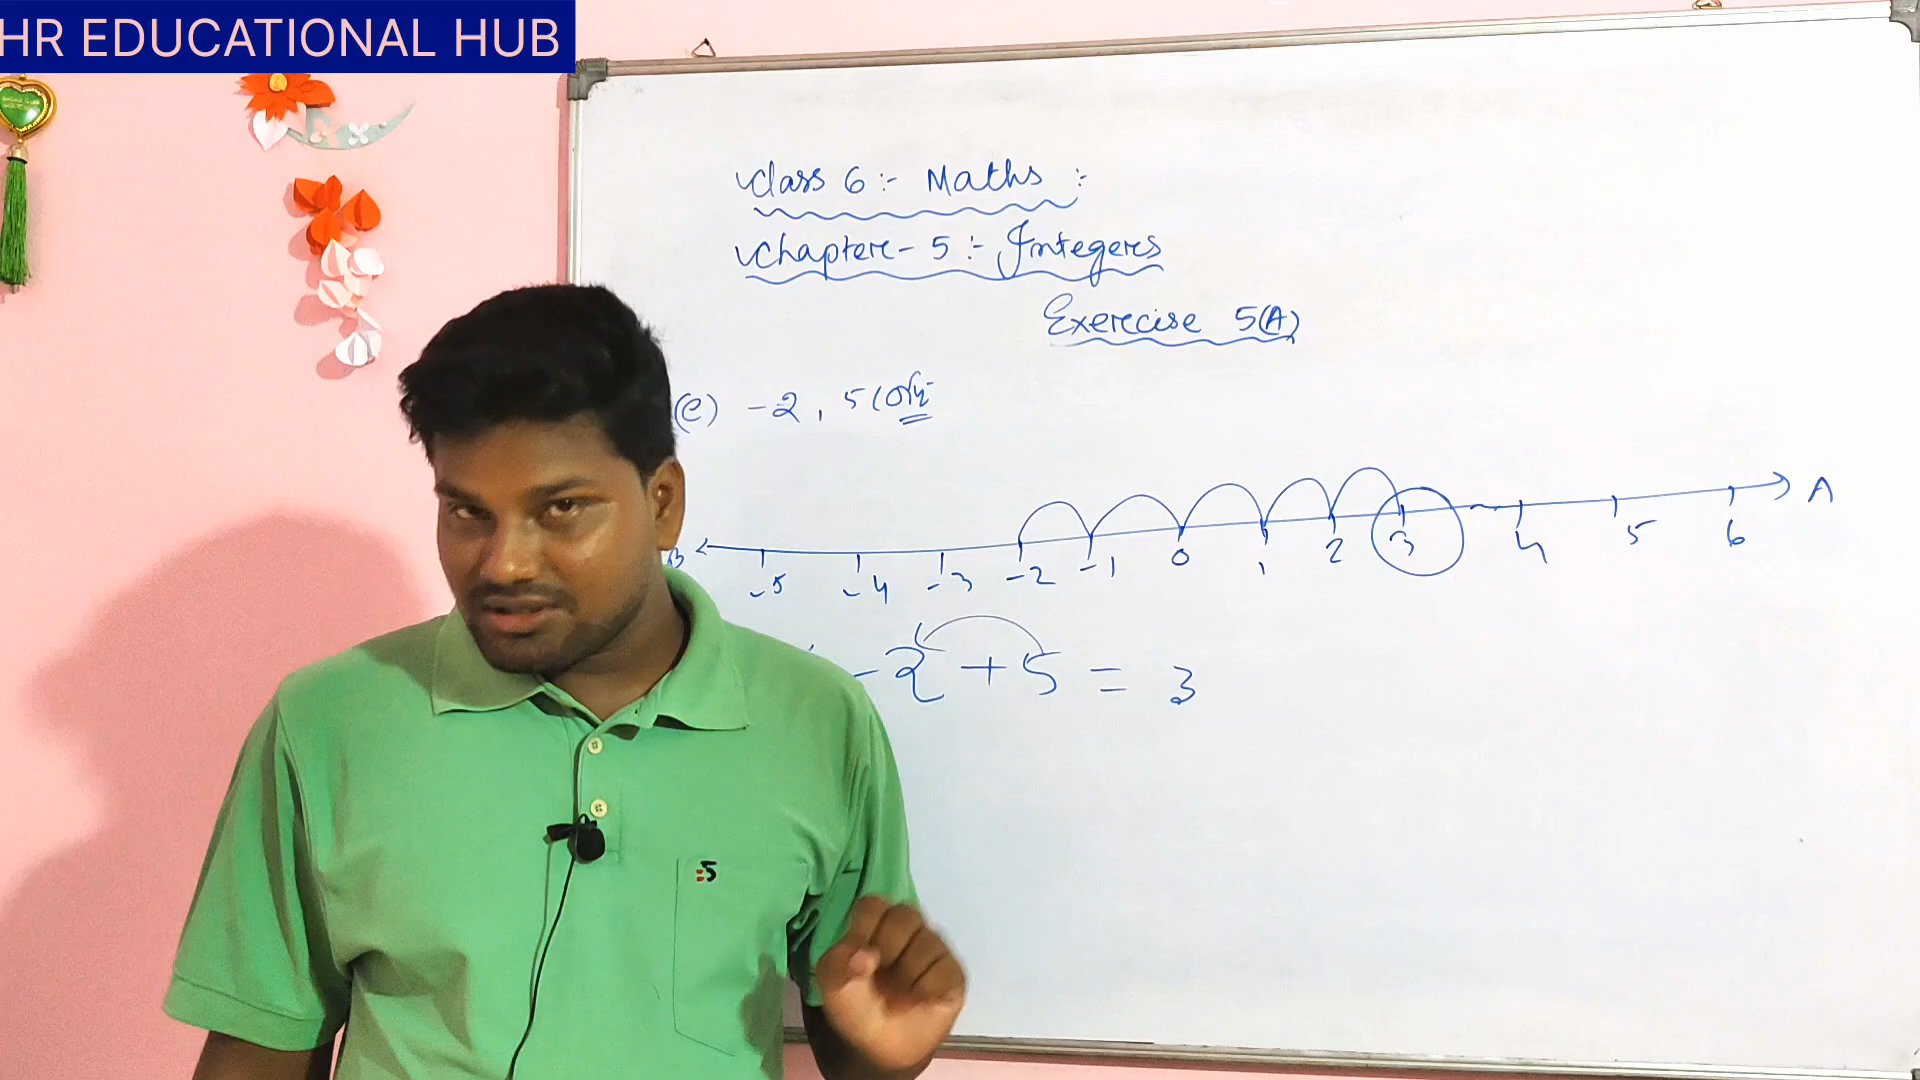 HR EDUCATIONAL HUB
Class 6 :- Maths :-
Chapter - 5 :- Integers
Exercise 5(A)
(e) -2 , 5
B -5 -4 -3 -2 -1 0 1 2 3 4 5 6 A
-2 + 5 = 3
5